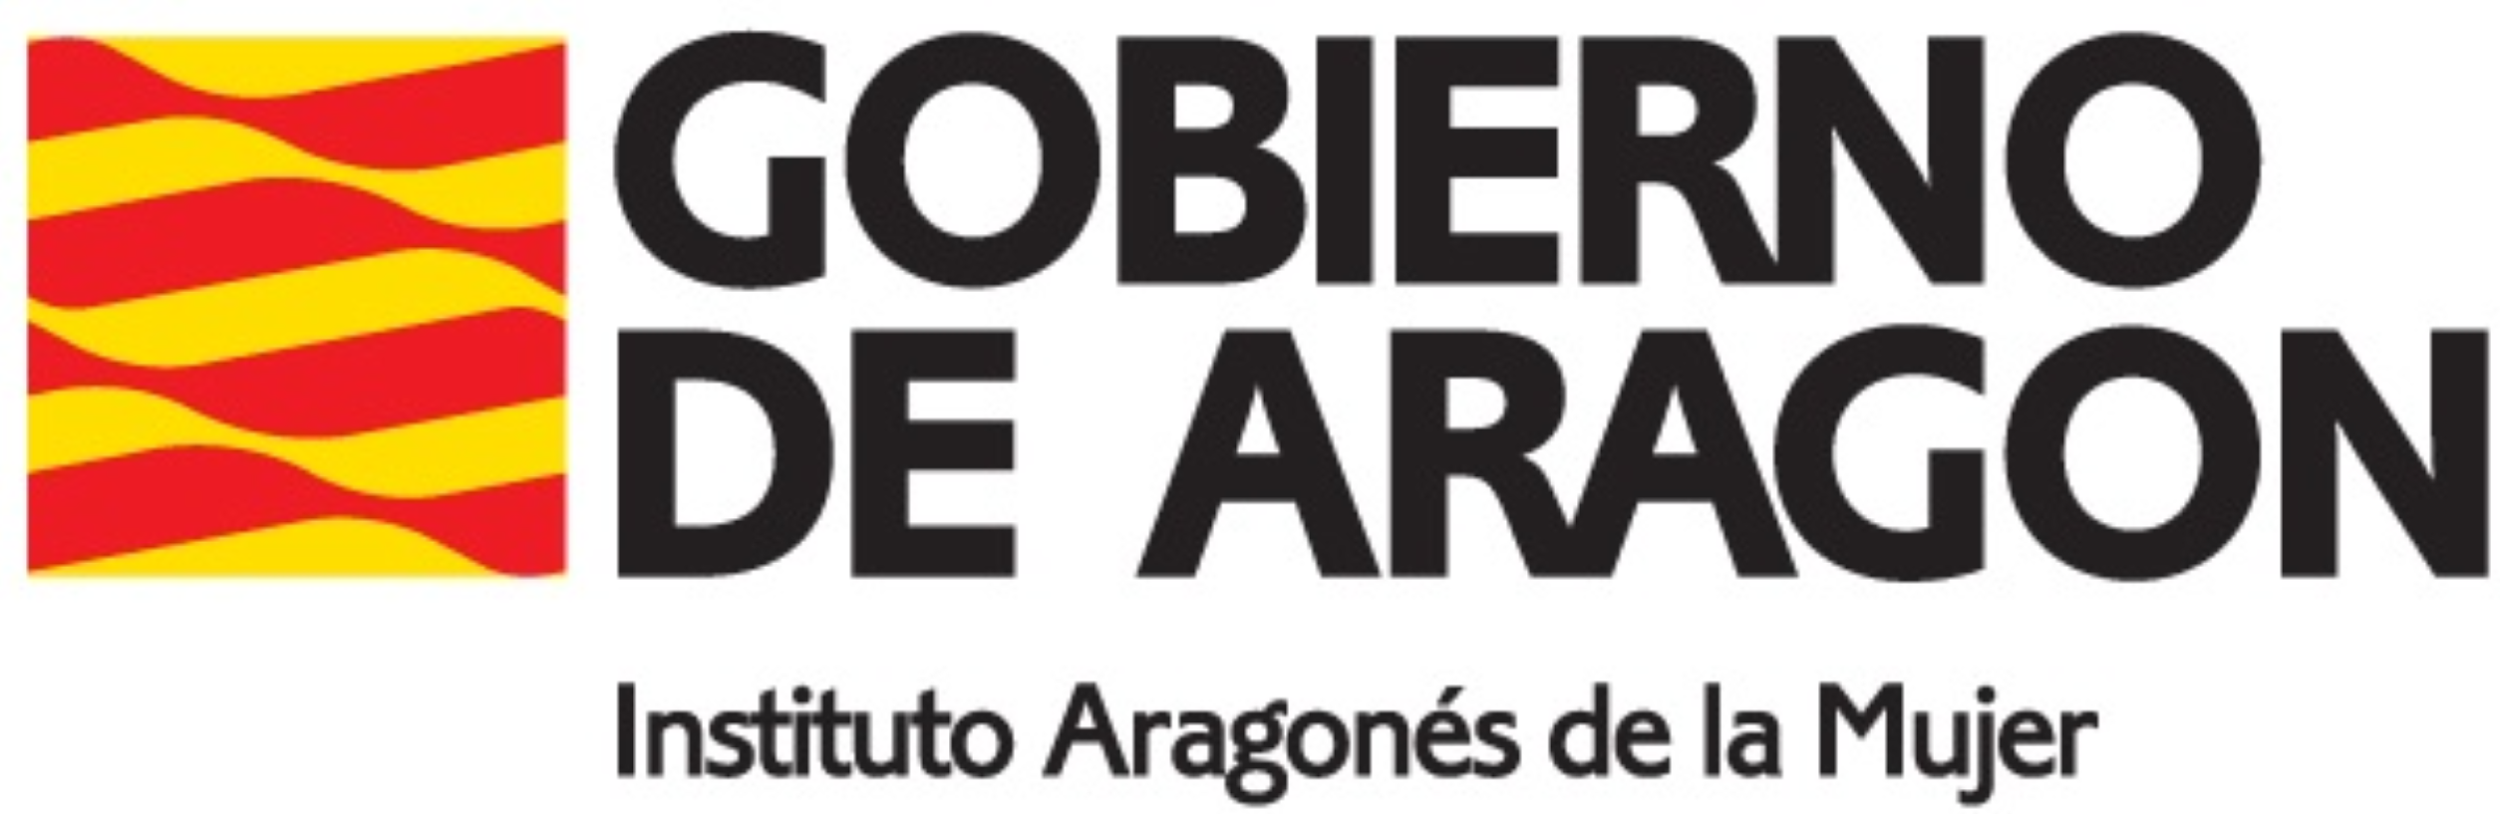 GOBIERNO
DE ARAGON
Instituto Aragonés de la Mujer